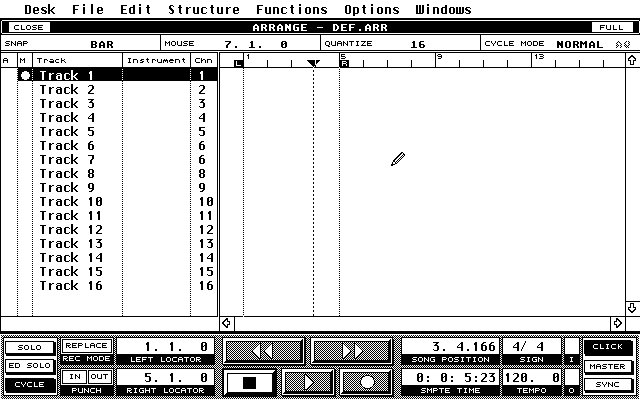 Desk File Edit Structure Functions Options Windows
CLOSE ARRANGE - DEF.ARR FULL
SNAP BAR MOUSE 7. 1. 0 QUANTIZE 16 CYCLE MODE NORMAL
A M Track Instrument Chn L 1 5 R 9 13
Track 1 1
Track 2 2
Track 3 3
Track 4 4
Track 5 5
Track 6 6
Track 7 6
Track 8 8
Track 9 9
Track 10 10
Track 11 11
Track 12 12
Track 13 13
Track 14 14
Track 15 15
Track 16 16
SOLO REPLACE 1. 1. 0 3. 4.166 4/ 4 CLICK
REC MODE LEFT LOCATOR SONG POSITION SIGN I
ED SOLO MASTER
CYCLE IN OUT 5. 1. 0 0: 0: 5:23 120. 0 SYNC
PUNCH RIGHT LOCATOR SMPTE TIME TEMPO O